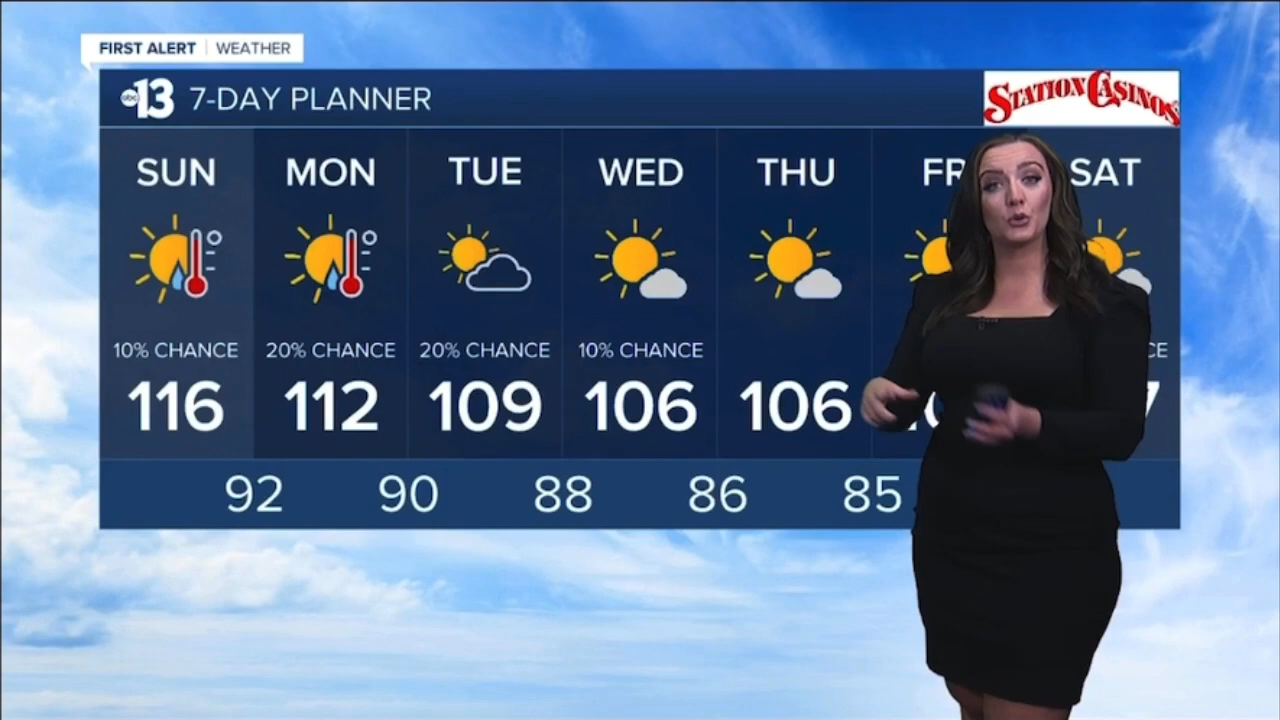 FIRST ALERT | WEATHER
abc 13 7-DAY PLANNER
STATION CASINOS
SUN MON TUE WED THU SAT
10% CHANCE 20% CHANCE 20% CHANCE 10% CHANCE
116 112 109 106 106
92 90 88 86 85